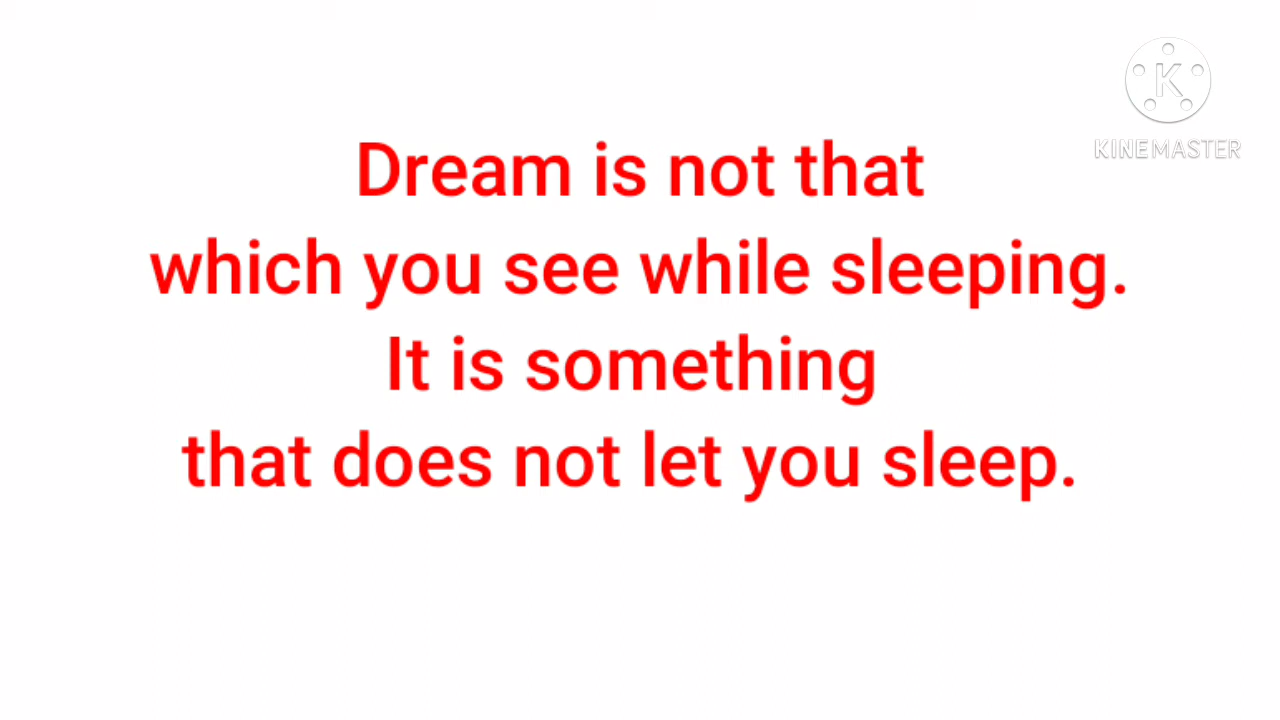 KINEMASTER
Dream is not that
which you see while sleeping.
It is something
that does not let you sleep.